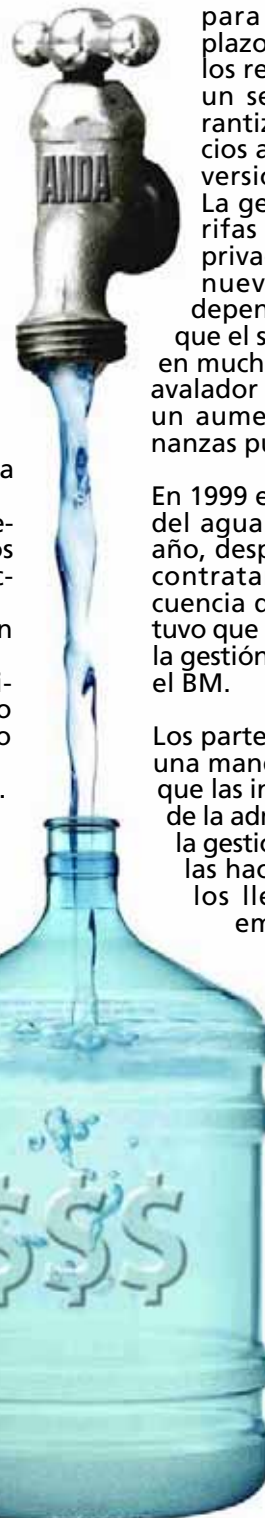 ANDA
a
e-
os
c-
n
i-
o
o
.
$$$
para
plazo
los re
un se
rantiz
cios a
versio
La ge
rifas
priva
nuev
depen
que el s
en much
avalador
un aume
nanzas pú
En 1999 e
del agua
año, desp
contrata
cuencia d
tuvo que
la gestión
el BM.
Los parte
una mane
que las in
de la adm
la gestio
las hac
los lle
em